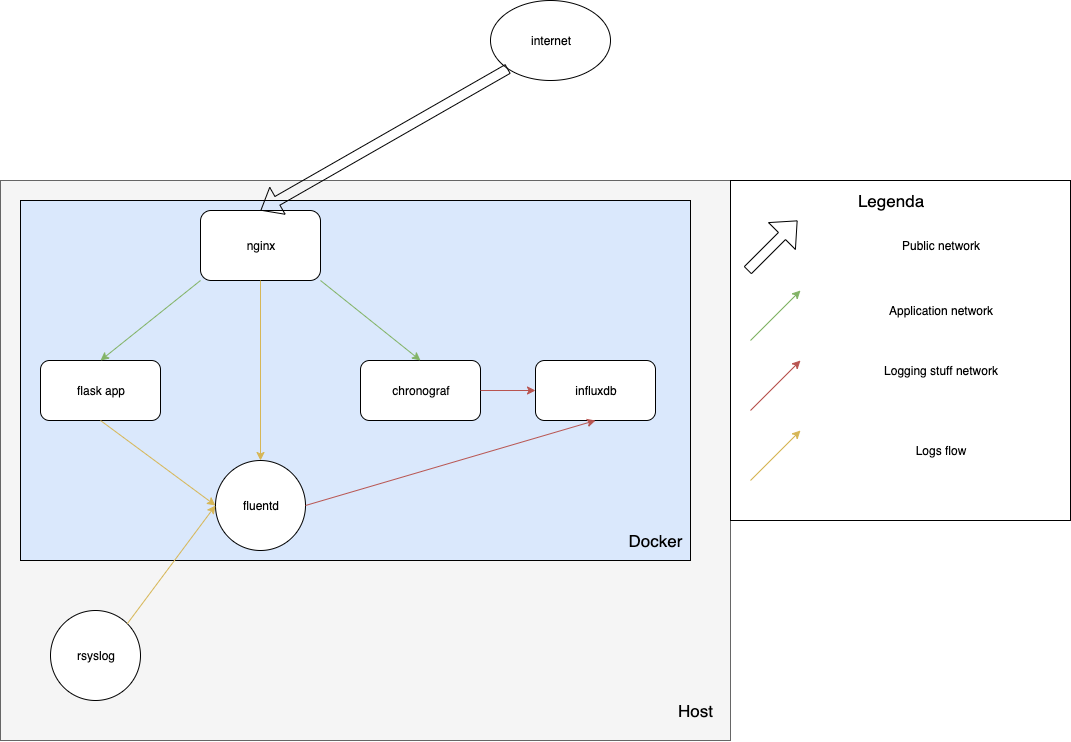 internet
Legenda
nginx
Public network
Application network
Logging stuff network
flask app
chronograf
influxdb
Logs flow
fluentd
Docker
rsyslog
Host